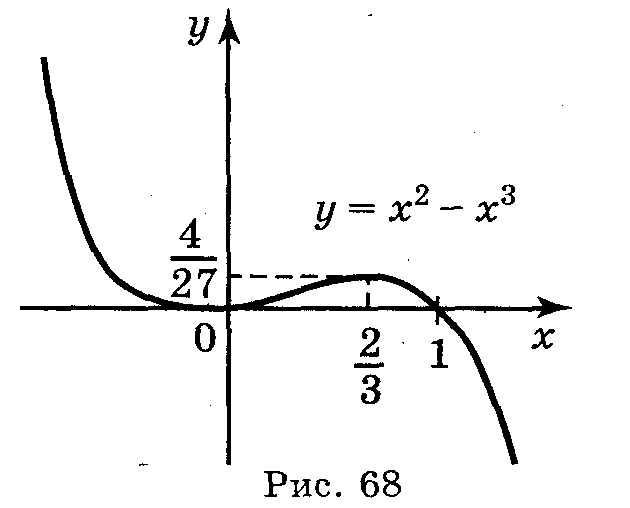 y
y = x² − x³
4/27
0
2/3
1
x
Рис. 68